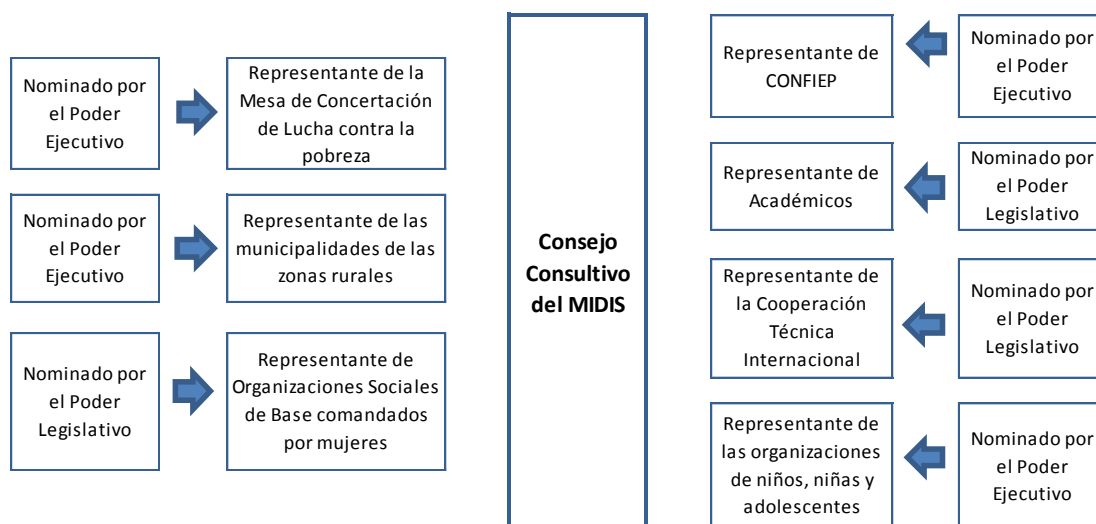 Nominado por
el Poder
Ejecutivo
Representante de la
Mesa de Concertación
de Lucha contra la
pobreza
Nominado por
el Poder
Ejecutivo
Representante de las
municipalidades de las
zonas rurales
Nominado por
el Poder
Legislativo
Representante de
Organizaciones Sociales
de Base comandados
por mujeres
Consejo
Consultivo
del MIDIS
Representante de
CONFIEP
Nominado por
el Poder
Ejecutivo
Representante de
Académicos
Nominado por
el Poder
Legislativo
Representante de
la Cooperación
Técnica
Internacional
Nominado por
el Poder
Legislativo
Representante de
las organizaciones
de niños, niñas y
adolescentes
Nominado por
el Poder
Ejecutivo